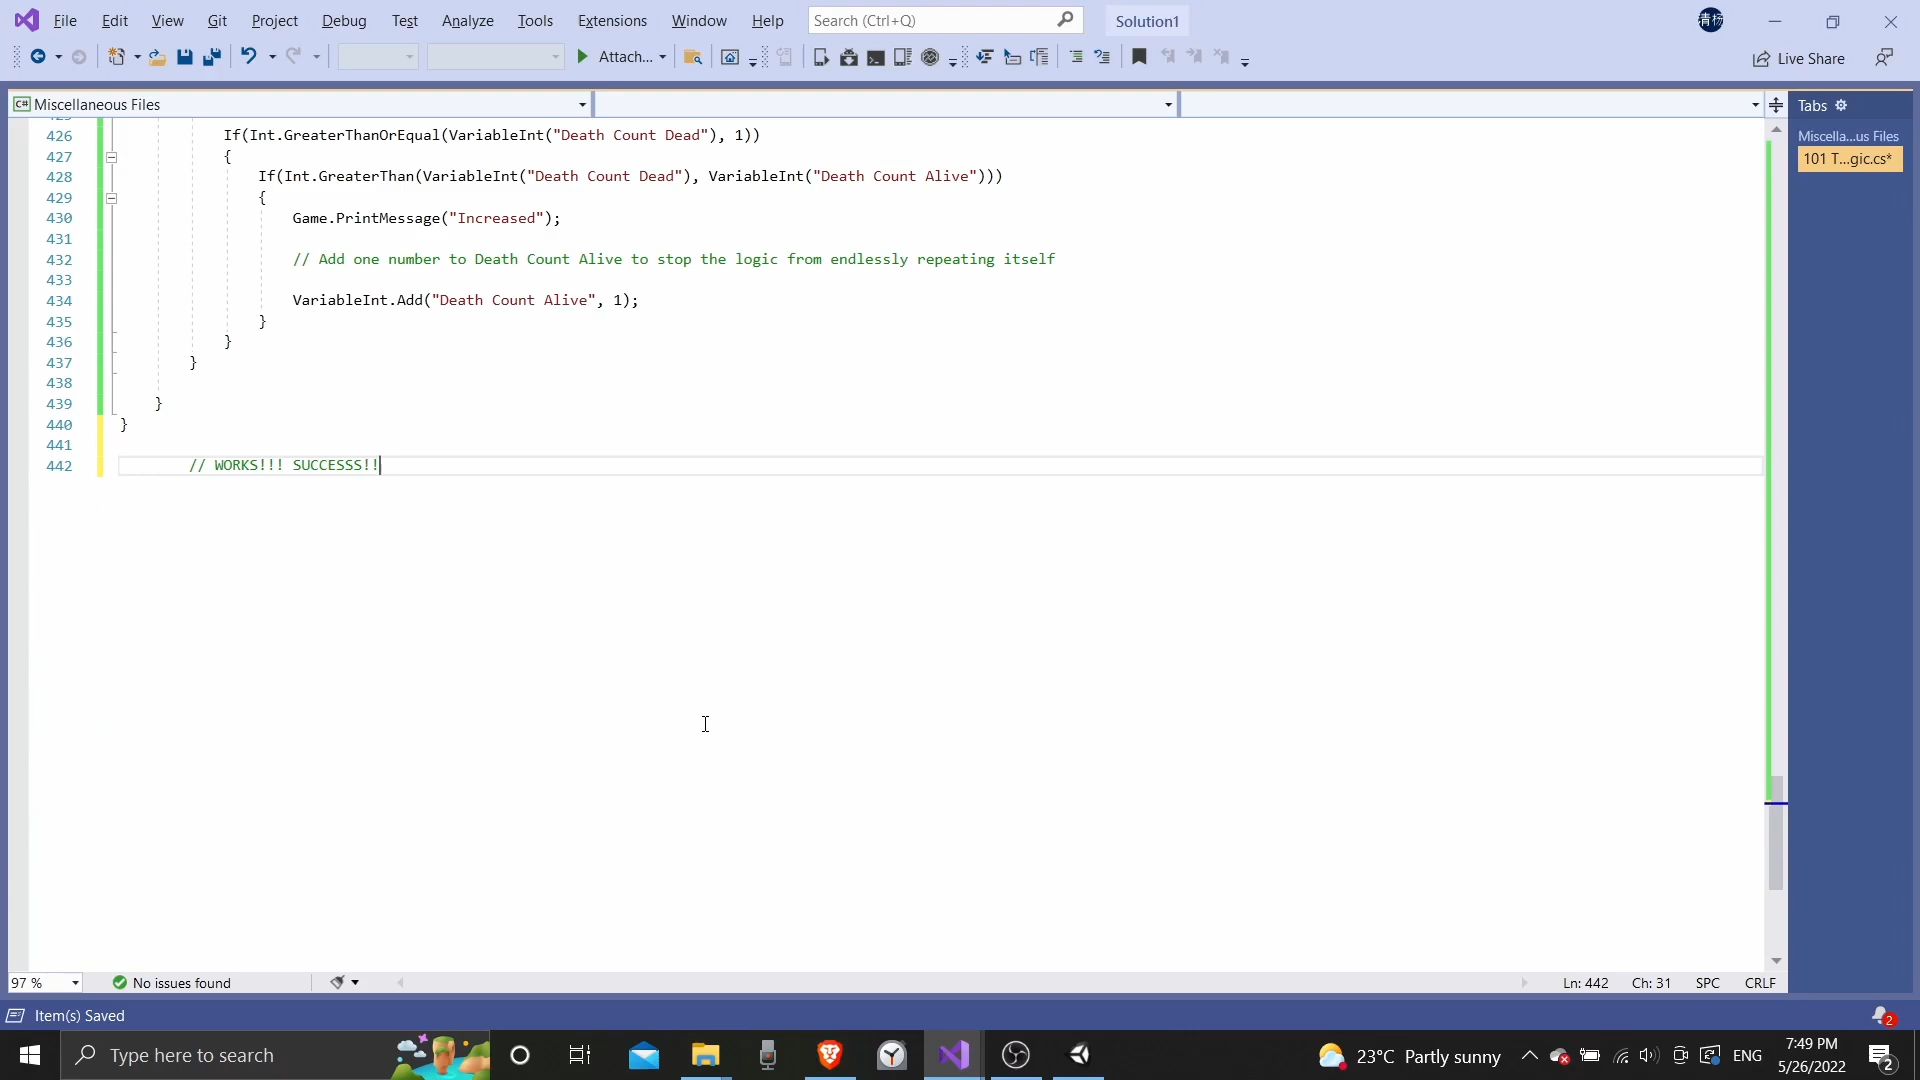 File Edit View Git Project Debug Test Analyze Tools Extensions Window Help Search (Ctrl+Q) Solution1 青杨
Attach... Live Share
C# Miscellaneous Files Tabs
Miscella...us Files
101 T...gic.cs*
426 If(Int.GreaterThanOrEqual(VariableInt("Death Count Dead"), 1))
427 {
428 If(Int.GreaterThan(VariableInt("Death Count Dead"), VariableInt("Death Count Alive")))
429 {
430 Game.PrintMessage("Increased");
431
432 // Add one number to Death Count Alive to stop the logic from endlessly repeating itself
433
434 VariableInt.Add("Death Count Alive", 1);
435 }
436 }
437 }
438
439 }
440 }
441
442 // WORKS!!! SUCCESSS!!
97 % No issues found Ln: 442 Ch: 31 SPC CRLF
Item(s) Saved 2
Type here to search 23°C Partly sunny ENG 7:49 PM
5/26/2022 2